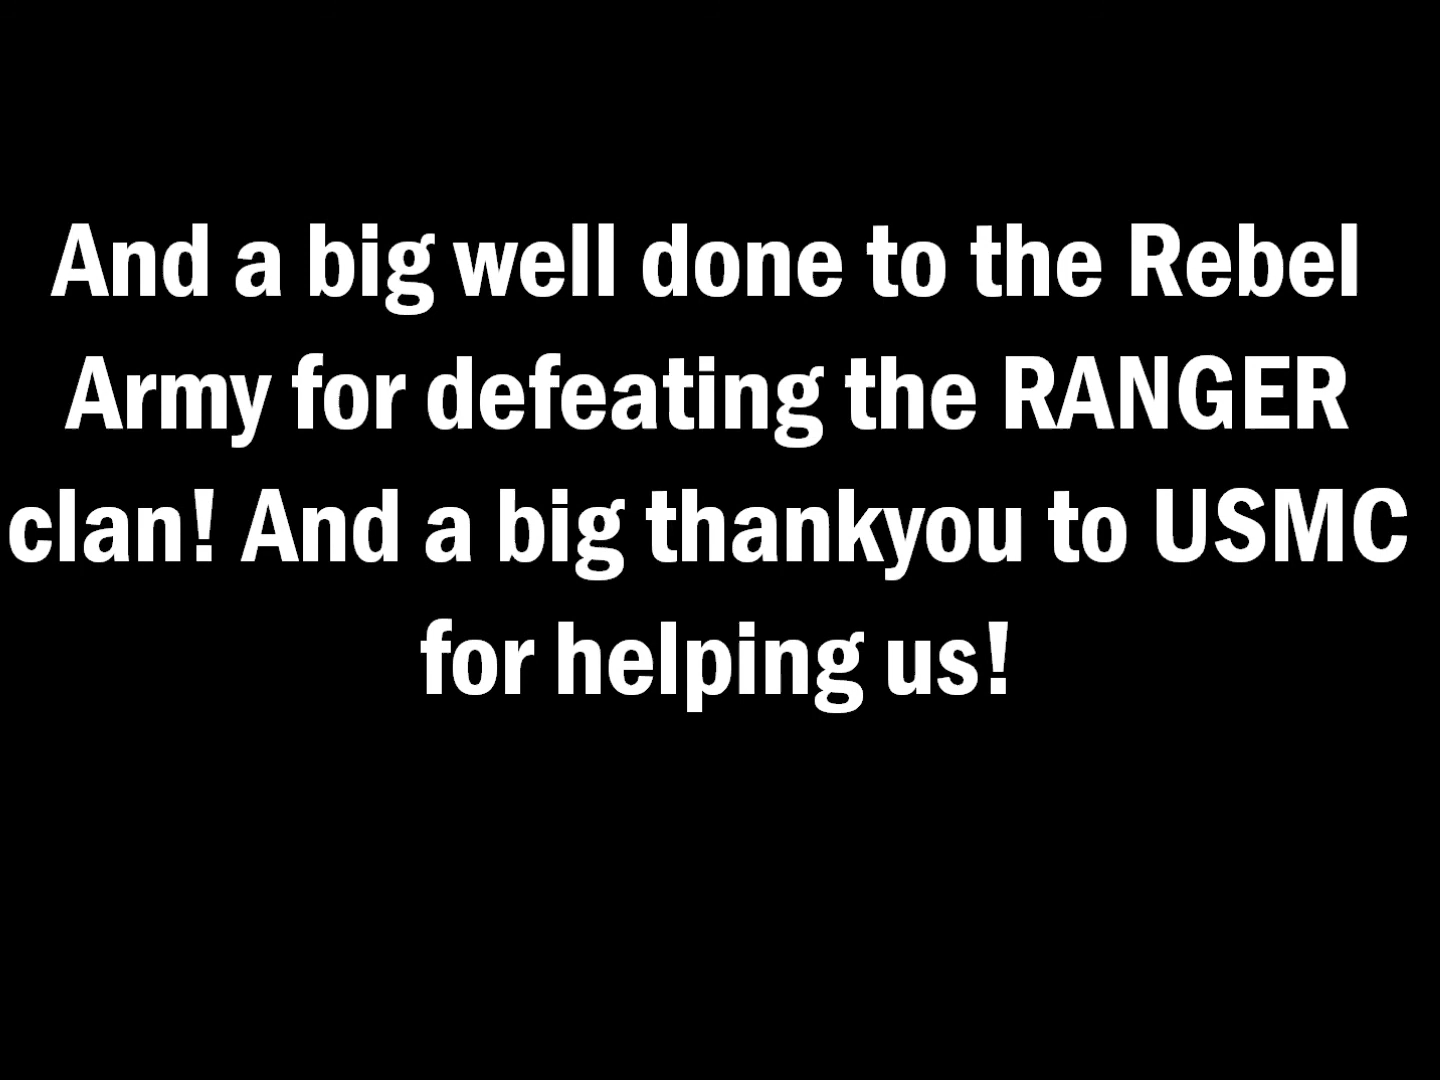 And a big well done to the Rebel
Army for defeating the RANGER
clan! And a big thankyou to USMC
for helping us!